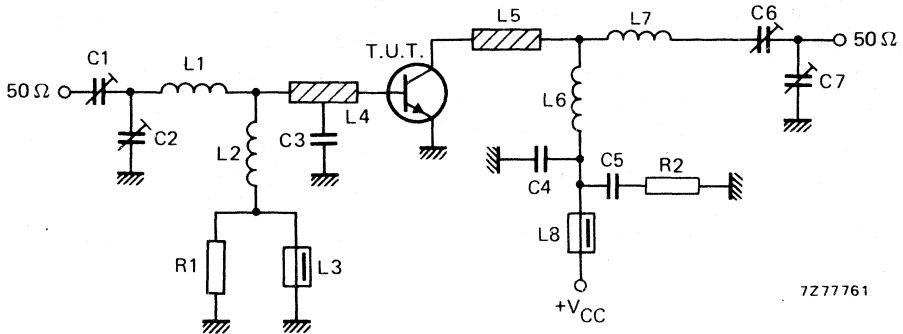 50 Ω
C1
C2
L1
L2
R1
L3
C3
L4
T.U.T.
L5
L6
L7
C6
50 Ω
C7
C4
C5
R2
L8
+VCC
7Z77761